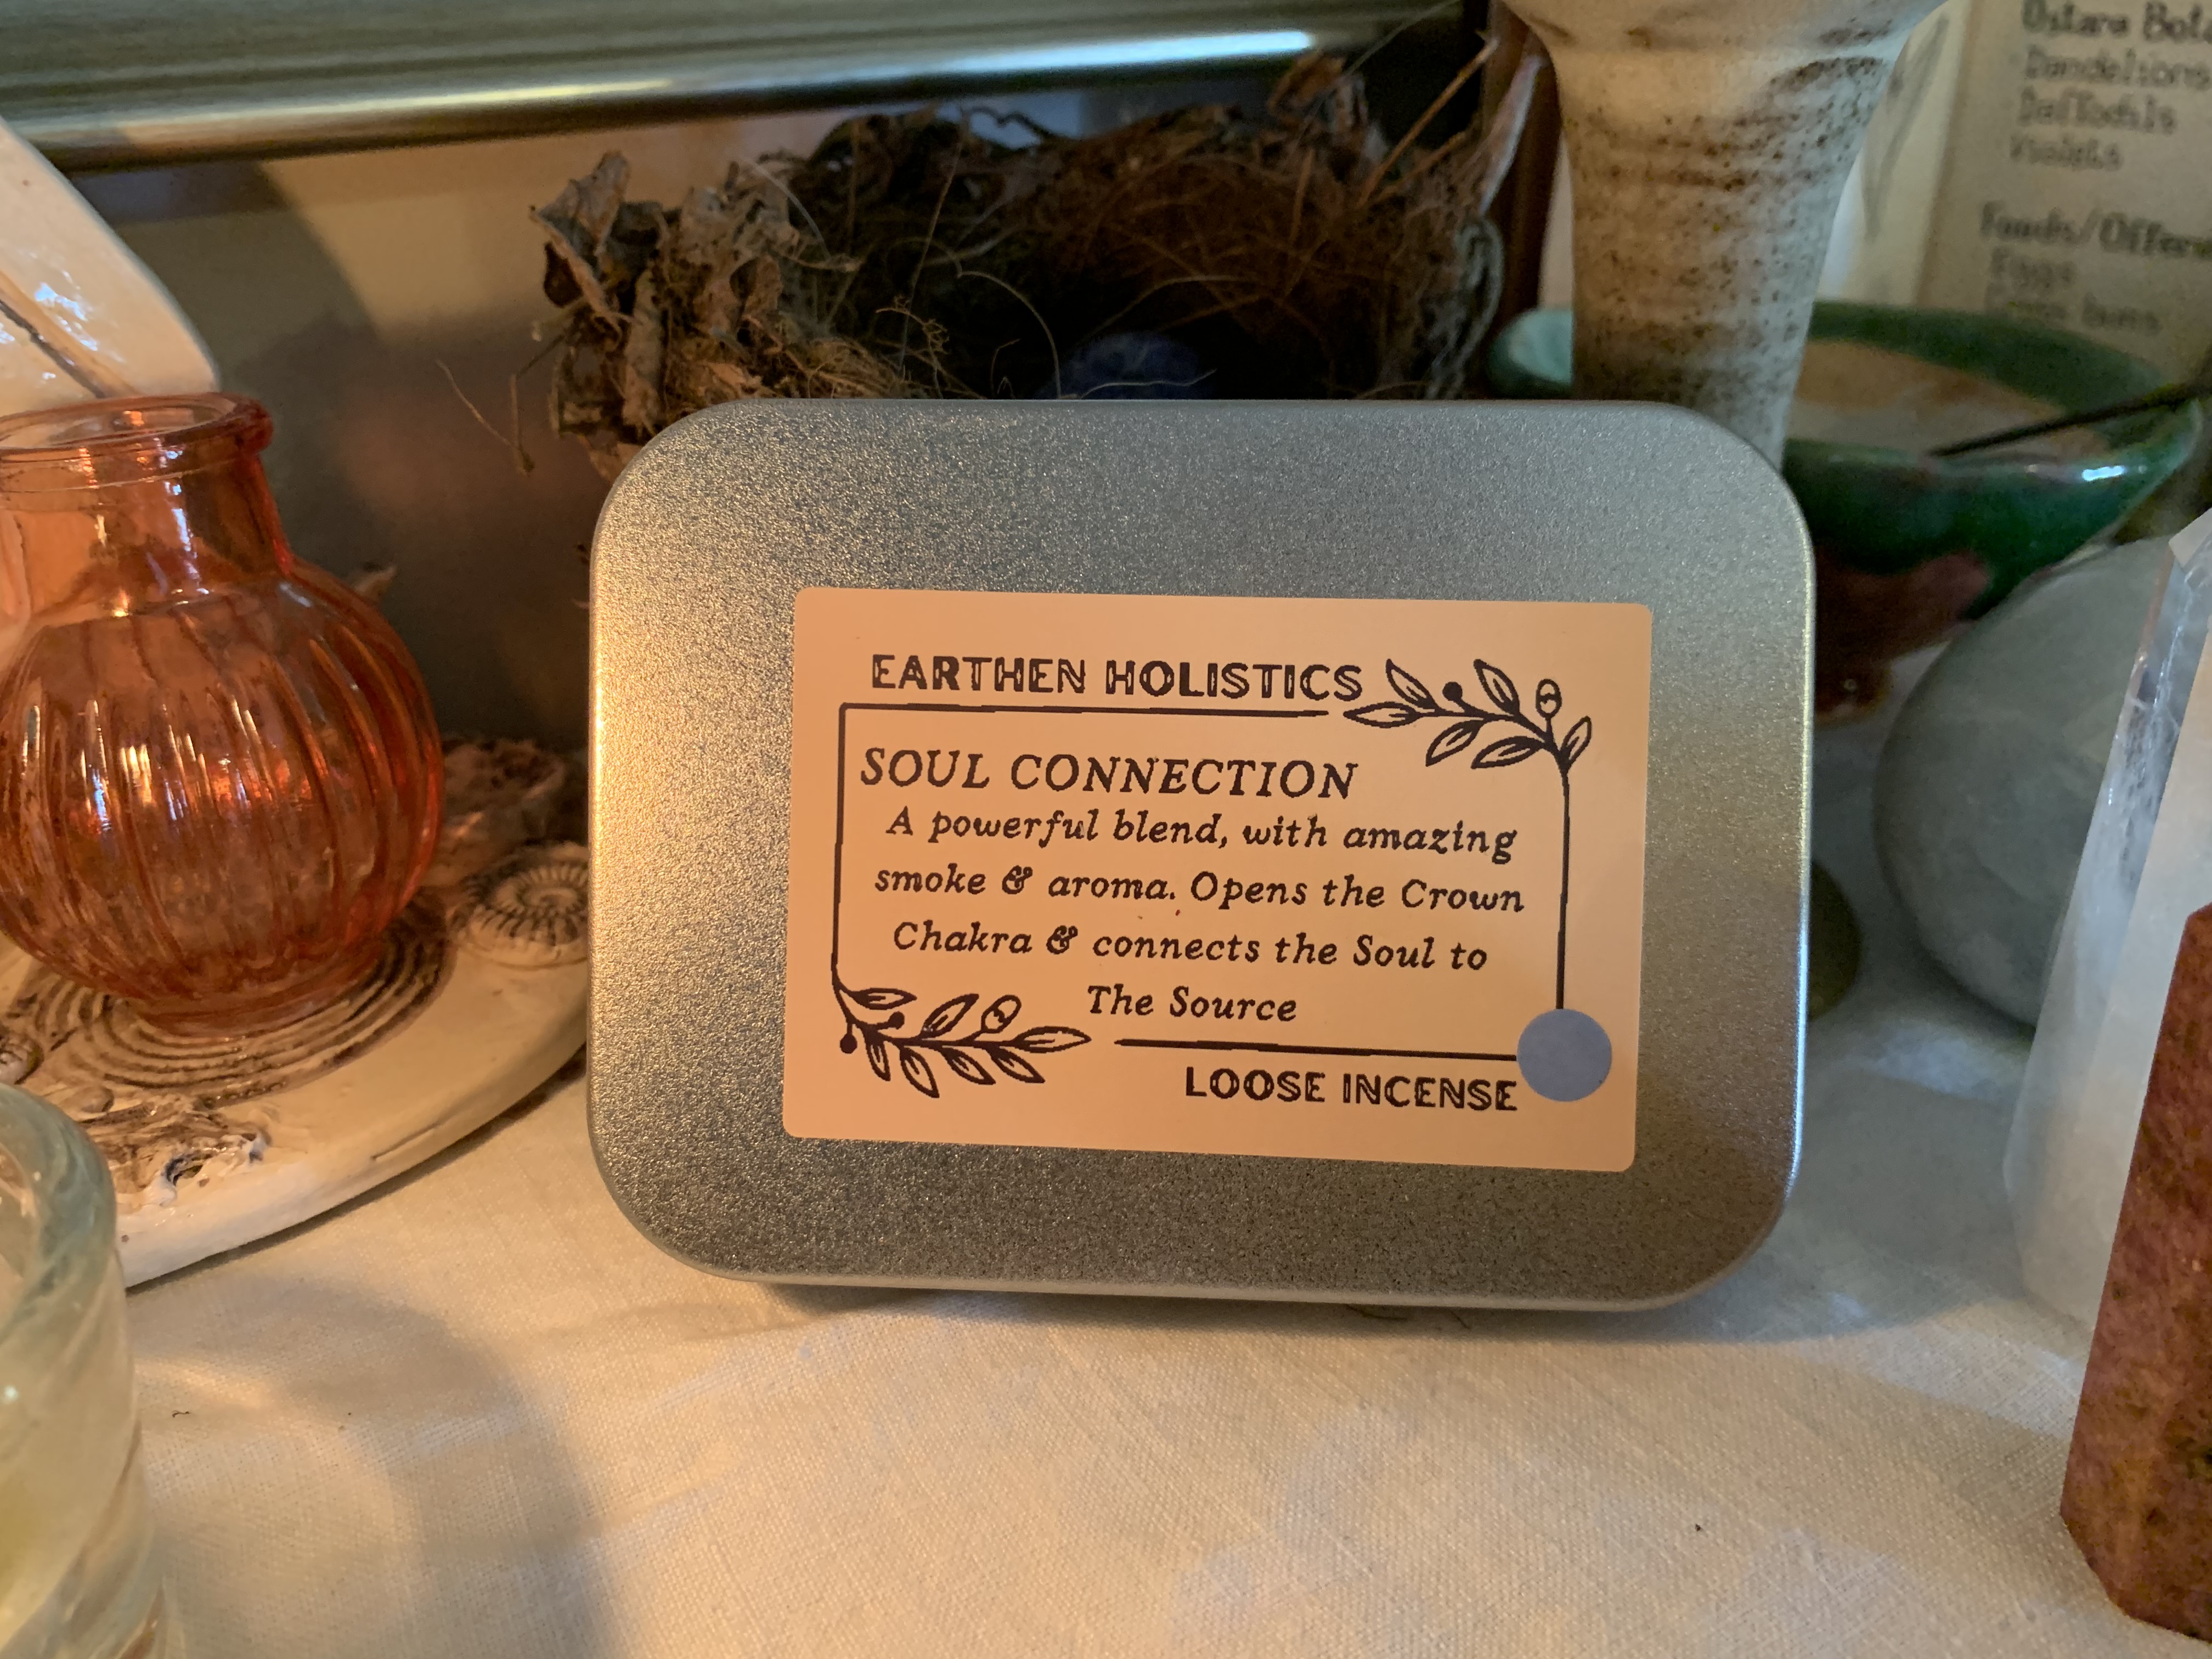 EARTHEN HOLISTICS
SOUL CONNECTION
A powerful blend, with amazing
smoke & aroma. Opens the Crown
Chakra & connects the Soul to
The Source
LOOSE INCENSE
Ostara
Dandelions
Daffodils
Violets
Foods/
Eggs